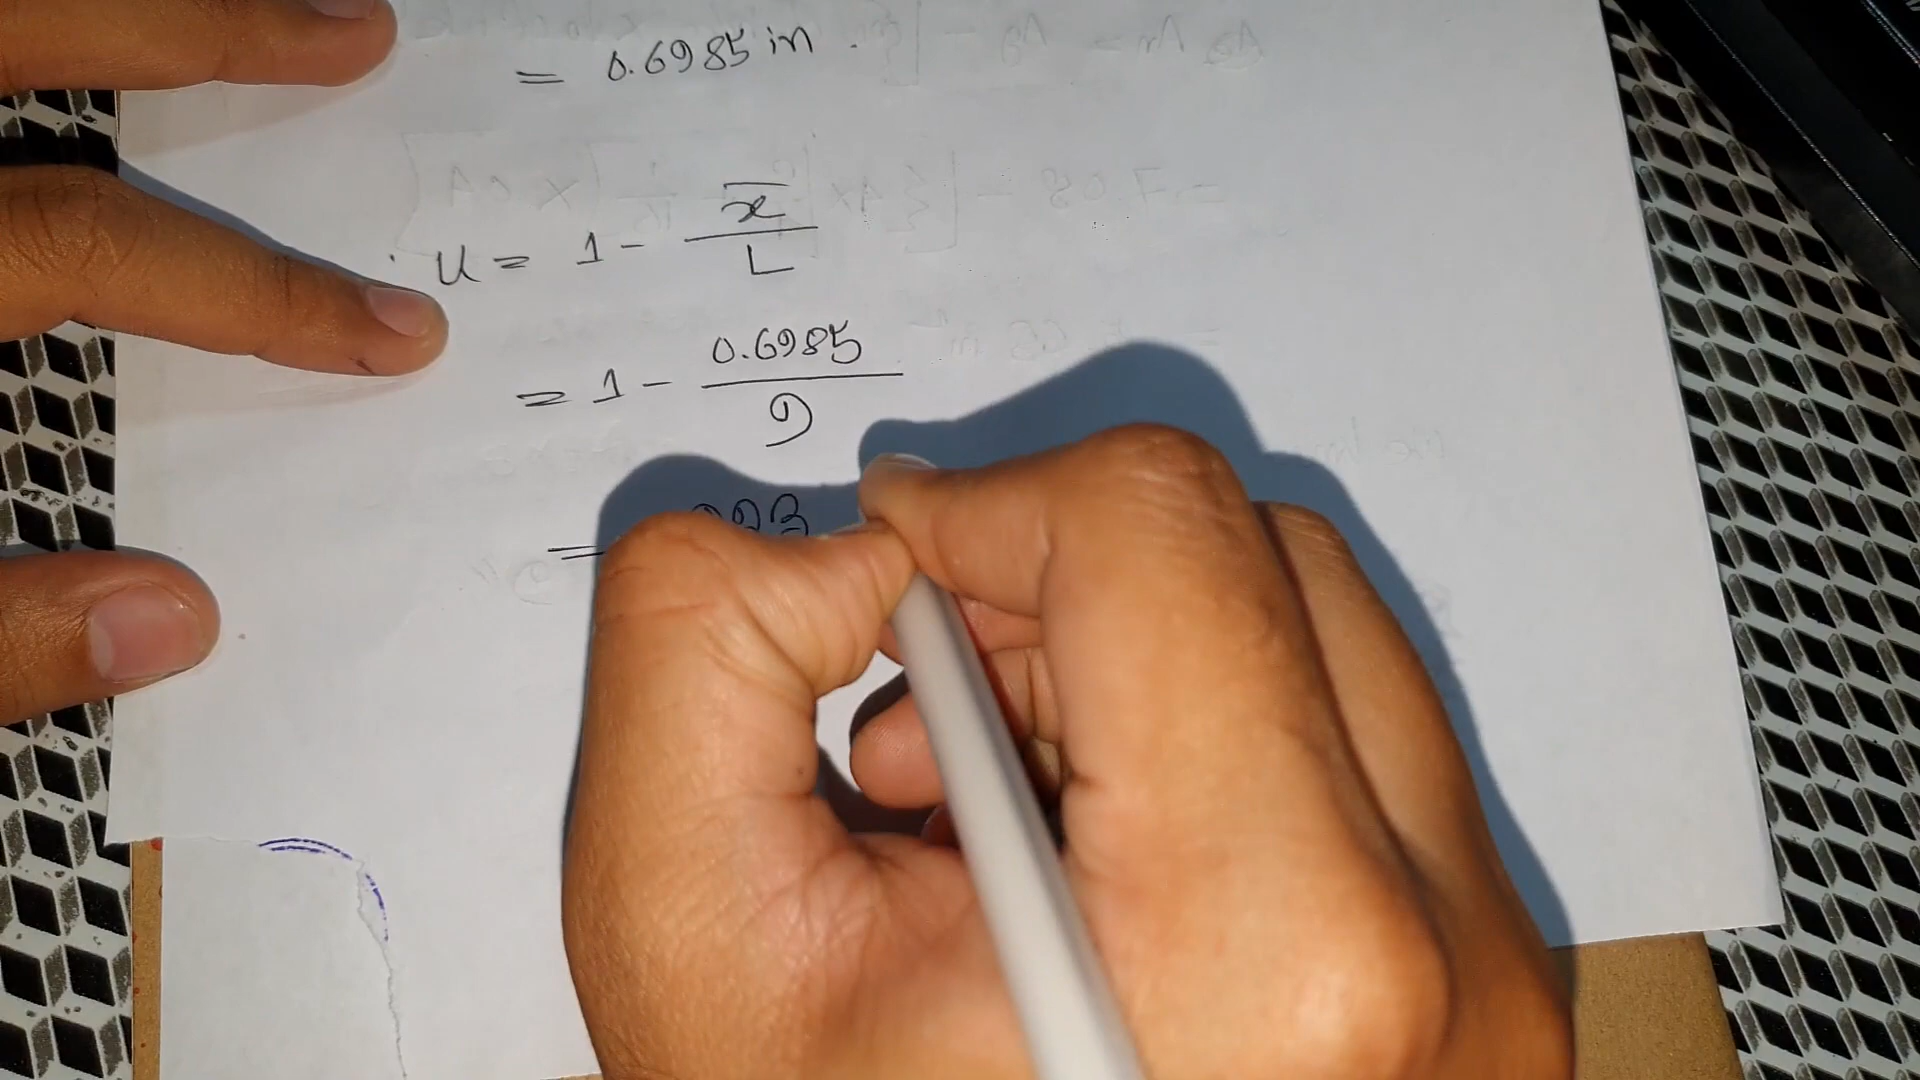 = 0.6985 in.
U = 1 - x̅ / L
= 1 - 0.6985 / 9
=